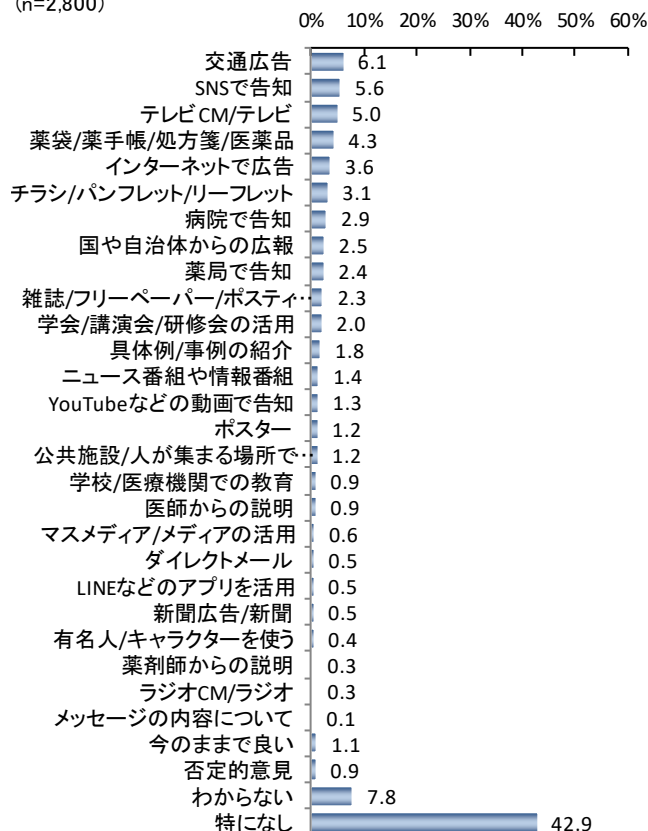 (n=2,800)
0% 10% 20% 30% 40% 50% 60%
交通広告 6.1
SNSで告知 5.6
テレビCM/テレビ 5.0
薬袋/薬手帳/処方箋/医薬品 4.3
インターネットで広告 3.6
チラシ/パンフレット/リーフレット 3.1
病院で告知 2.9
国や自治体からの広報 2.5
薬局で告知 2.4
雑誌/フリーペーパー/ポスティ… 2.3
学会/講演会/研修会の活用 2.0
具体例/事例の紹介 1.8
ニュース番組や情報番組 1.4
YouTubeなどの動画で告知 1.3
ポスター 1.2
公共施設/人が集まる場所で… 1.2
学校/医療機関での教育 0.9
医師からの説明 0.9
マスメディア/メディアの活用 0.6
ダイレクトメール 0.5
LINEなどのアプリを活用 0.5
新聞広告/新聞 0.5
有名人/キャラクターを使う 0.4
薬剤師からの説明 0.3
ラジオCM/ラジオ 0.3
メッセージの内容について 0.1
今のままで良い 1.1
否定的意見 0.9
わからない 7.8
特になし 42.9